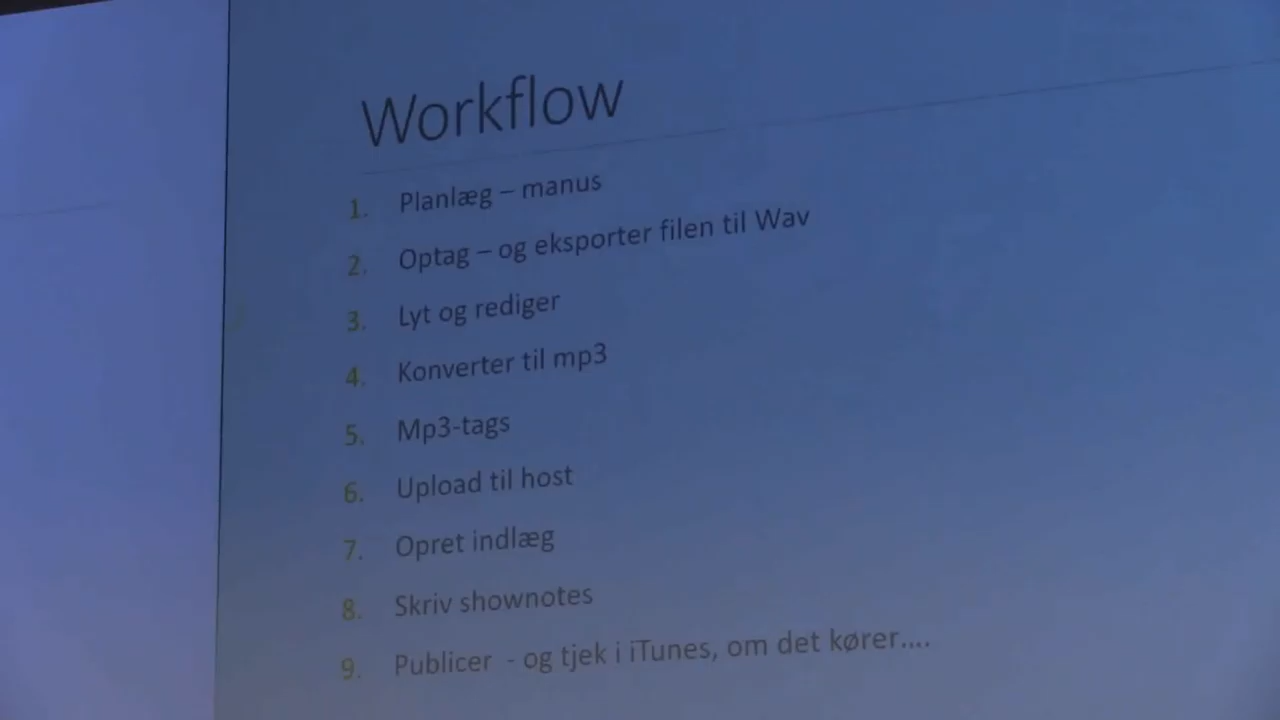 Workflow
1. Planlæg – manus
2. Optag – og eksporter filen til Wav
3. Lyt og rediger
4. Konverter til mp3
5. Mp3-tags
6. Upload til host
7. Opret indlæg
8. Skriv shownotes
9. Publicer - og tjek i iTunes, om det kører....